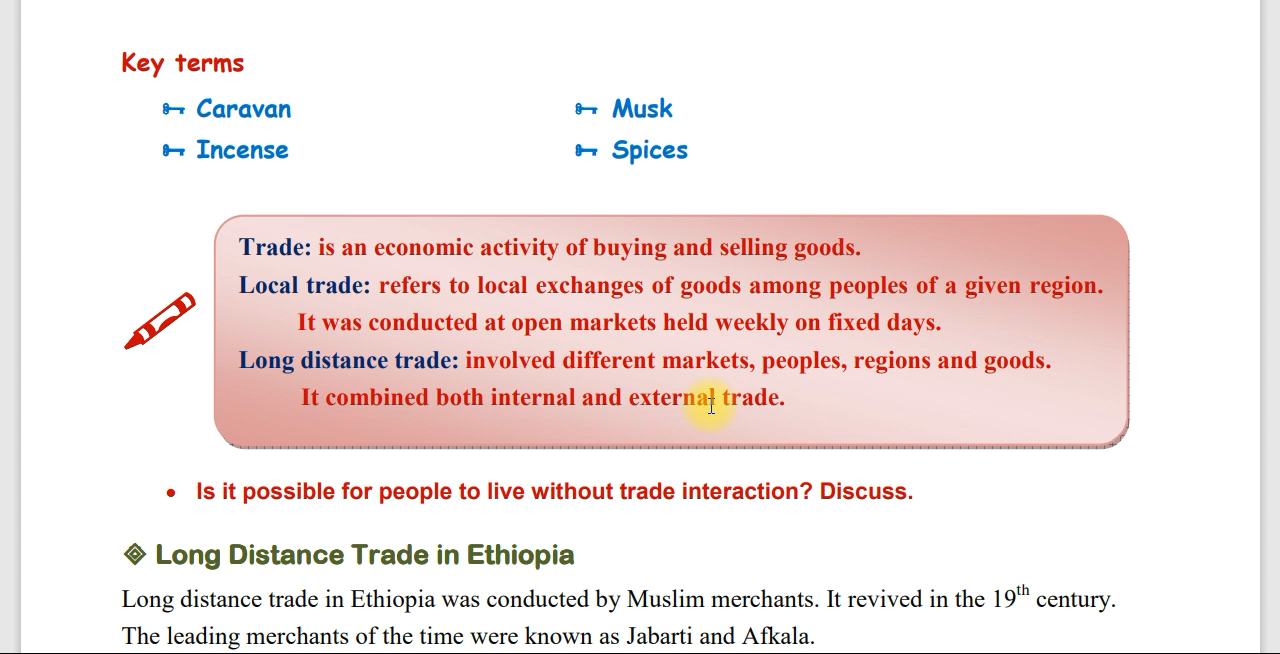 Key terms
Caravan
Musk
Incense
Spices
Trade: is an economic activity of buying and selling goods.
Local trade: refers to local exchanges of goods among peoples of a given region.
It was conducted at open markets held weekly on fixed days.
Long distance trade: involved different markets, peoples, regions and goods.
It combined both internal and external trade.
• Is it possible for people to live without trade interaction? Discuss.
Long Distance Trade in Ethiopia
Long distance trade in Ethiopia was conducted by Muslim merchants. It revived in the 19th century.
The leading merchants of the time were known as Jabarti and Afkala.